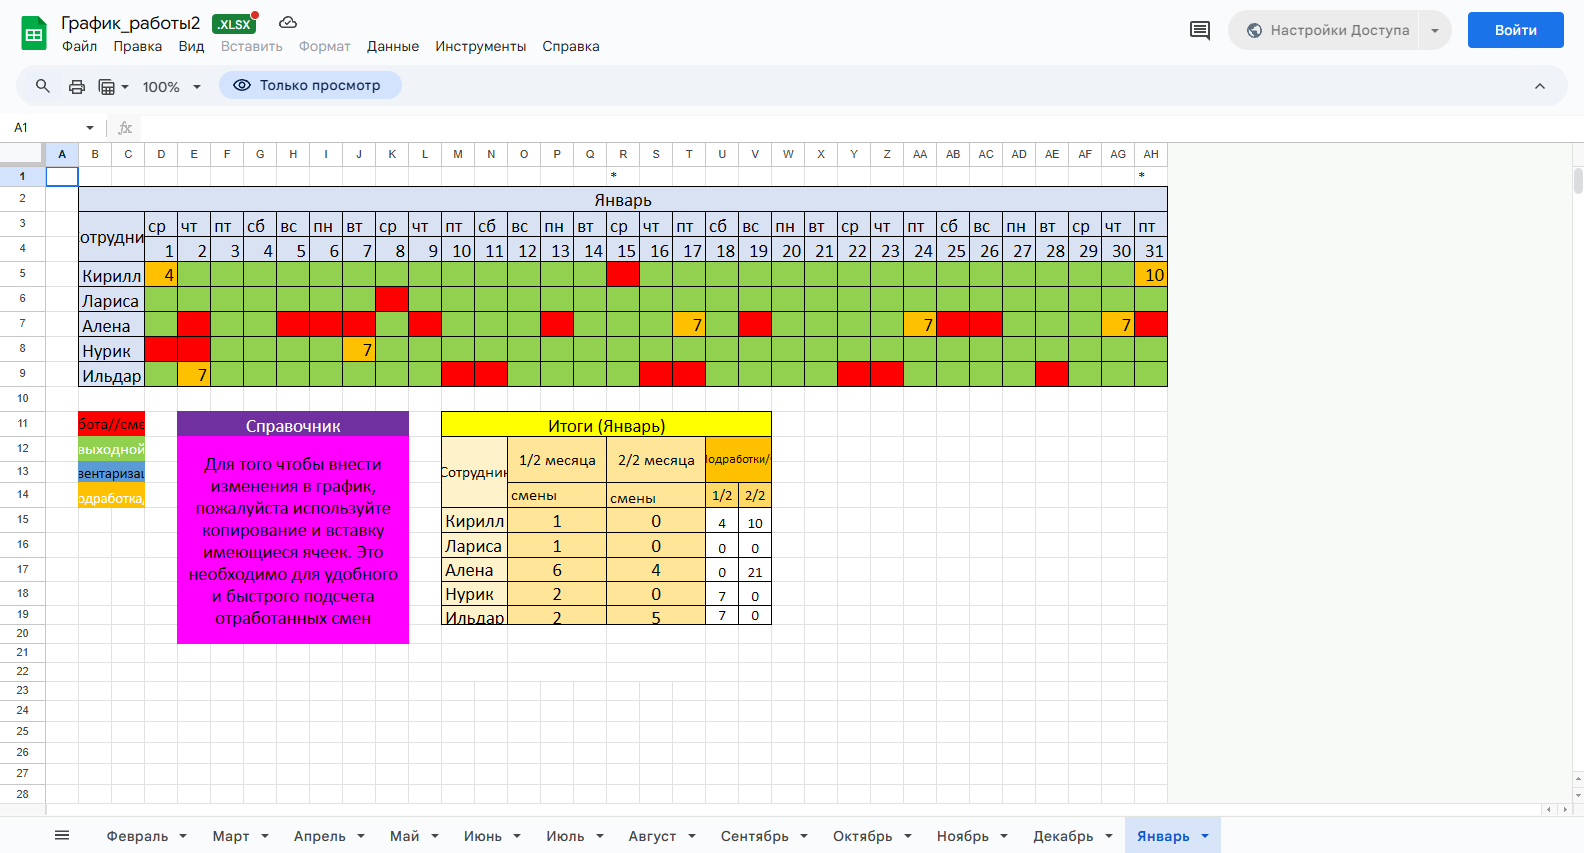 График_работы2 .XLSX
Файл Правка Вид Вставить Формат Данные Инструменты Справка
Настройки Доступа
Войти
100%
Только просмотр
A1
fx
A B C D E F G H I J K L M N O P Q R S T U V W X Y Z AA AB AC AD AE AF AG AH
1 * *
2 Январь
3 ср чт пт сб вс пн вт ср чт пт сб вс пн вт ср чт пт сб вс пн вт ср чт пт сб вс пн вт ср чт пт
отрудни
4 1 2 3 4 5 6 7 8 9 10 11 12 13 14 15 16 17 18 19 20 21 22 23 24 25 26 27 28 29 30 31
5 Кирилл 4 10
6 Лариса
7 Алена 7 7 7
8 Нурик 7
9 Ильдар 7
10
11 бота//сме Справочник Итоги (Январь)
12 выходной 1/2 месяца 2/2 месяца одработки/
13 вентаризац Сотрудник
14 одработка, смены смены 1/2 2/2
Для того чтобы внести
изменения в график,
пожалуйста используйте
копирование и вставку
имеющиеся ячеек. Это
необходимо для удобного
и быстрого подсчета
отработанных смен
15 Кирилл 1 0 4 10
16 Лариса 1 0 0 0
17 Алена 6 4 0 21
18 Нурик 2 0 7 0
19 Ильдар 2 5 7 0
20
21
22
23
24
25
26
27
28
Февраль Март Апрель Май Июнь Июль Август Сентябрь Октябрь Ноябрь Декабрь Январь